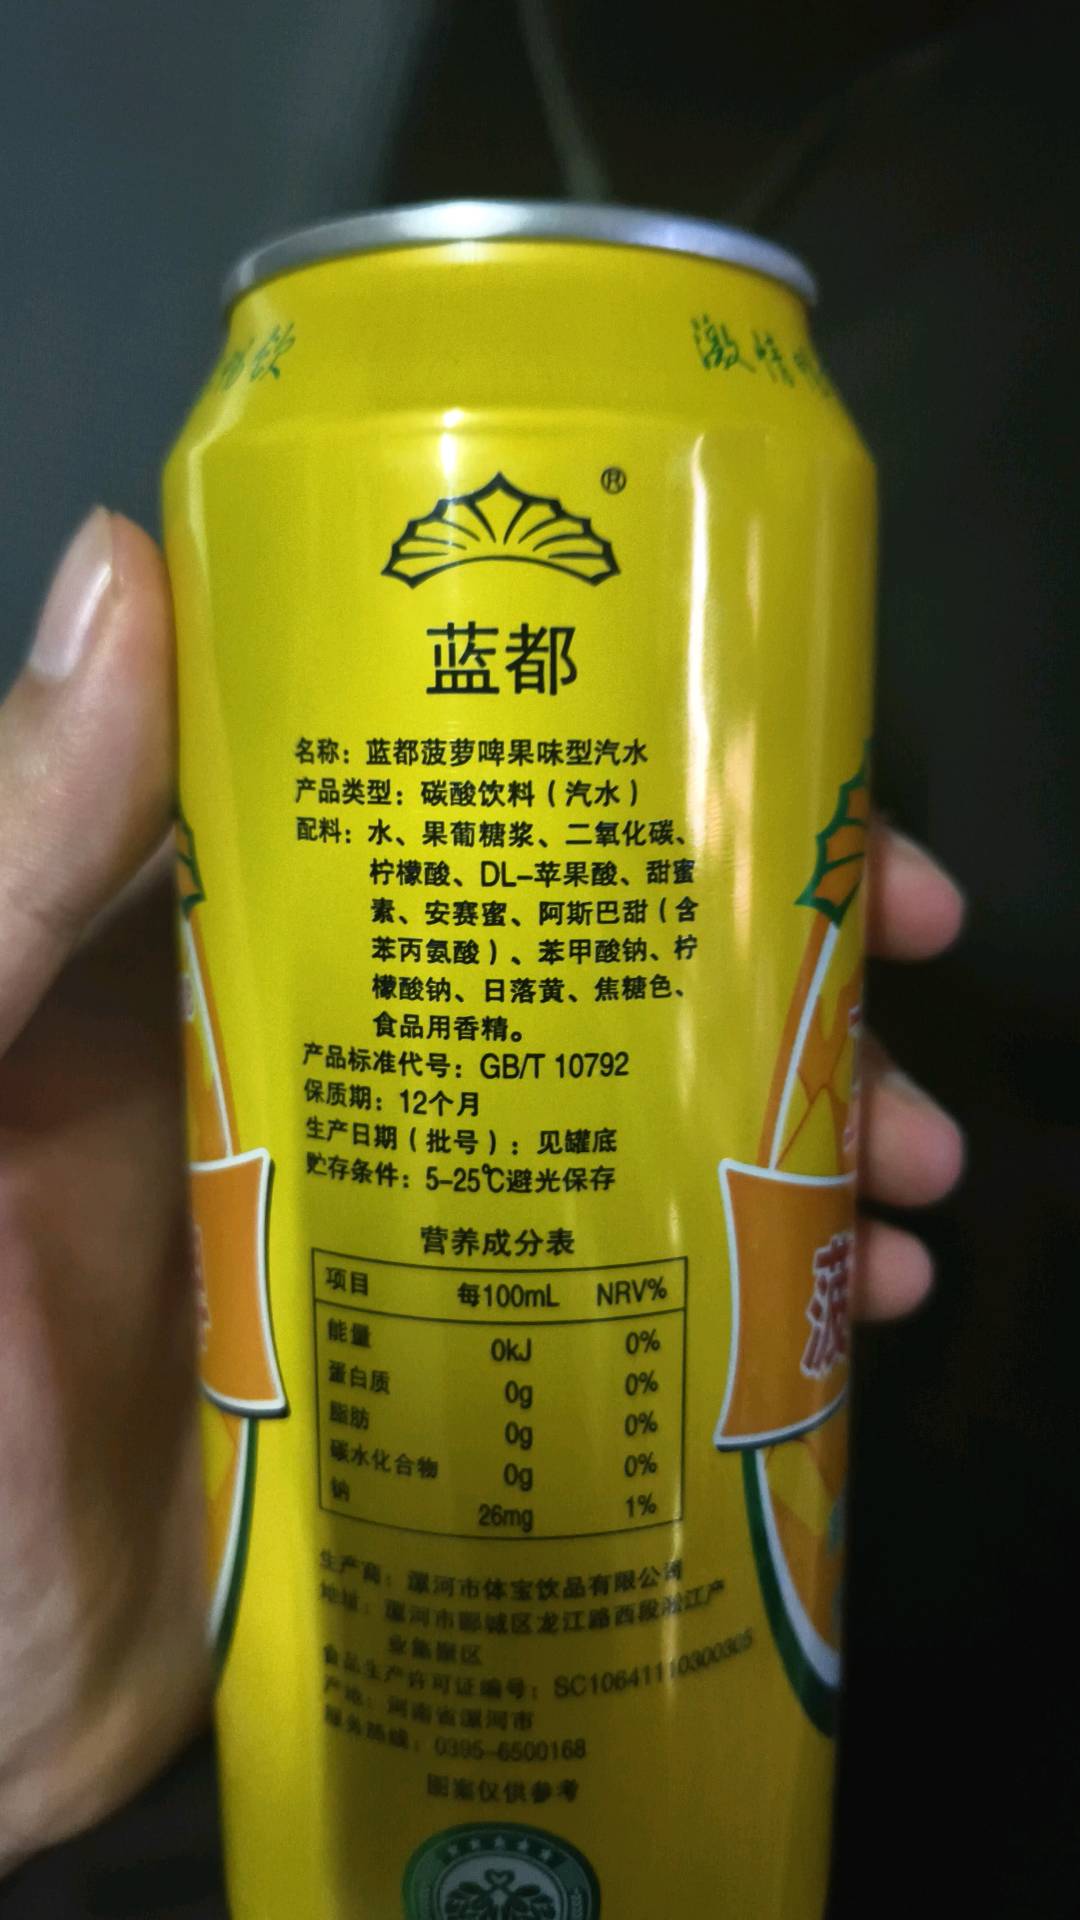 畅饮
激情
®
蓝都
名称：蓝都菠萝啤果味型汽水
产品类型：碳酸饮料（汽水）
配料：水、果葡糖浆、二氧化碳、
柠檬酸、DL-苹果酸、甜蜜
素、安赛蜜、阿斯巴甜（含
苯丙氨酸）、苯甲酸钠、柠
檬酸钠、日落黄、焦糖色、
食品用香精。
产品标准代号：GB/T 10792
保质期：12个月
生产日期（批号）：见罐底
贮存条件：5-25℃避光保存
营养成分表
项目 每100mL NRV%
能量 0kJ 0%
蛋白质 0g 0%
脂肪 0g 0%
碳水化合物 0g 0%
钠 26mg 1%
生产商：漯河市体宝饮品有限公司
地址：漯河市郾城区龙江路西段淞江产
业集聚区
食品生产许可证编号：SC10641110300305
产地：河南省漯河市
服务热线：0395-6500168
图案仅供参考
菠